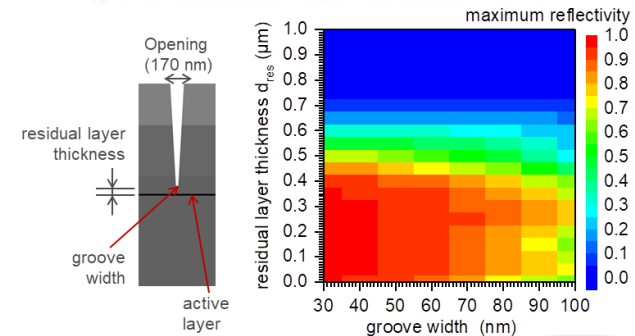 Opening
(170 nm)
residual layer
thickness
groove
width
active
layer
maximum reflectivity
residual layer thickness d_res (µm)
1.0
0.9
0.8
0.7
0.6
0.5
0.4
0.3
0.2
0.1
0.0
30 40 50 60 70 80 90 100
groove width (nm)
1.0
0.9
0.8
0.7
0.6
0.5
0.4
0.3
0.2
0.1
0.0